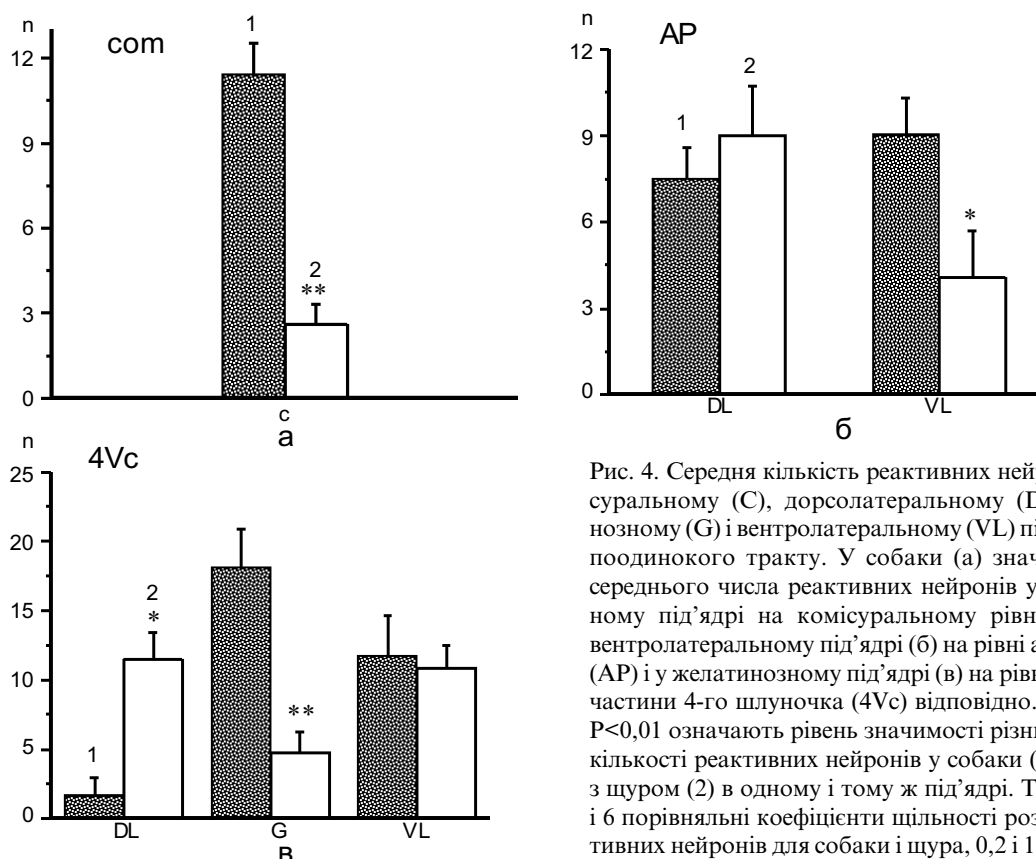 n
com
12
9
6
3
0
1
2
**
c
a
n
AP
12
9
6
3
0
1
2
*
DL
VL
б
n
4Vc
25
20
15
10
5
0
1
2
*
**
DL
G
VL
В
Рис. 4. Середня кількість реактивних ней
суральному (С), дорсолатеральному (D
нозному (G) і вентролатеральному (VL) пі
поодинокого тракту. У собаки (а) знач
середнього числа реактивних нейронів у
ному під'ядрі на комісуральному рівн
вентролатеральному під'ядрі (б) на рівні а
(АР) і у желатинозному під'ядрі (в) на рівн
частини 4-го шлуночка (4Vc) відповідно.
Р<0,01 означають рівень значимості різни
кількості реактивних нейронів у собаки (
з щуром (2) в одному і тому ж під'ядрі. Т
і 6 порівняльні коефіцієнти щільності роз
тивних нейронів для собаки і щура, 0,2 і 1